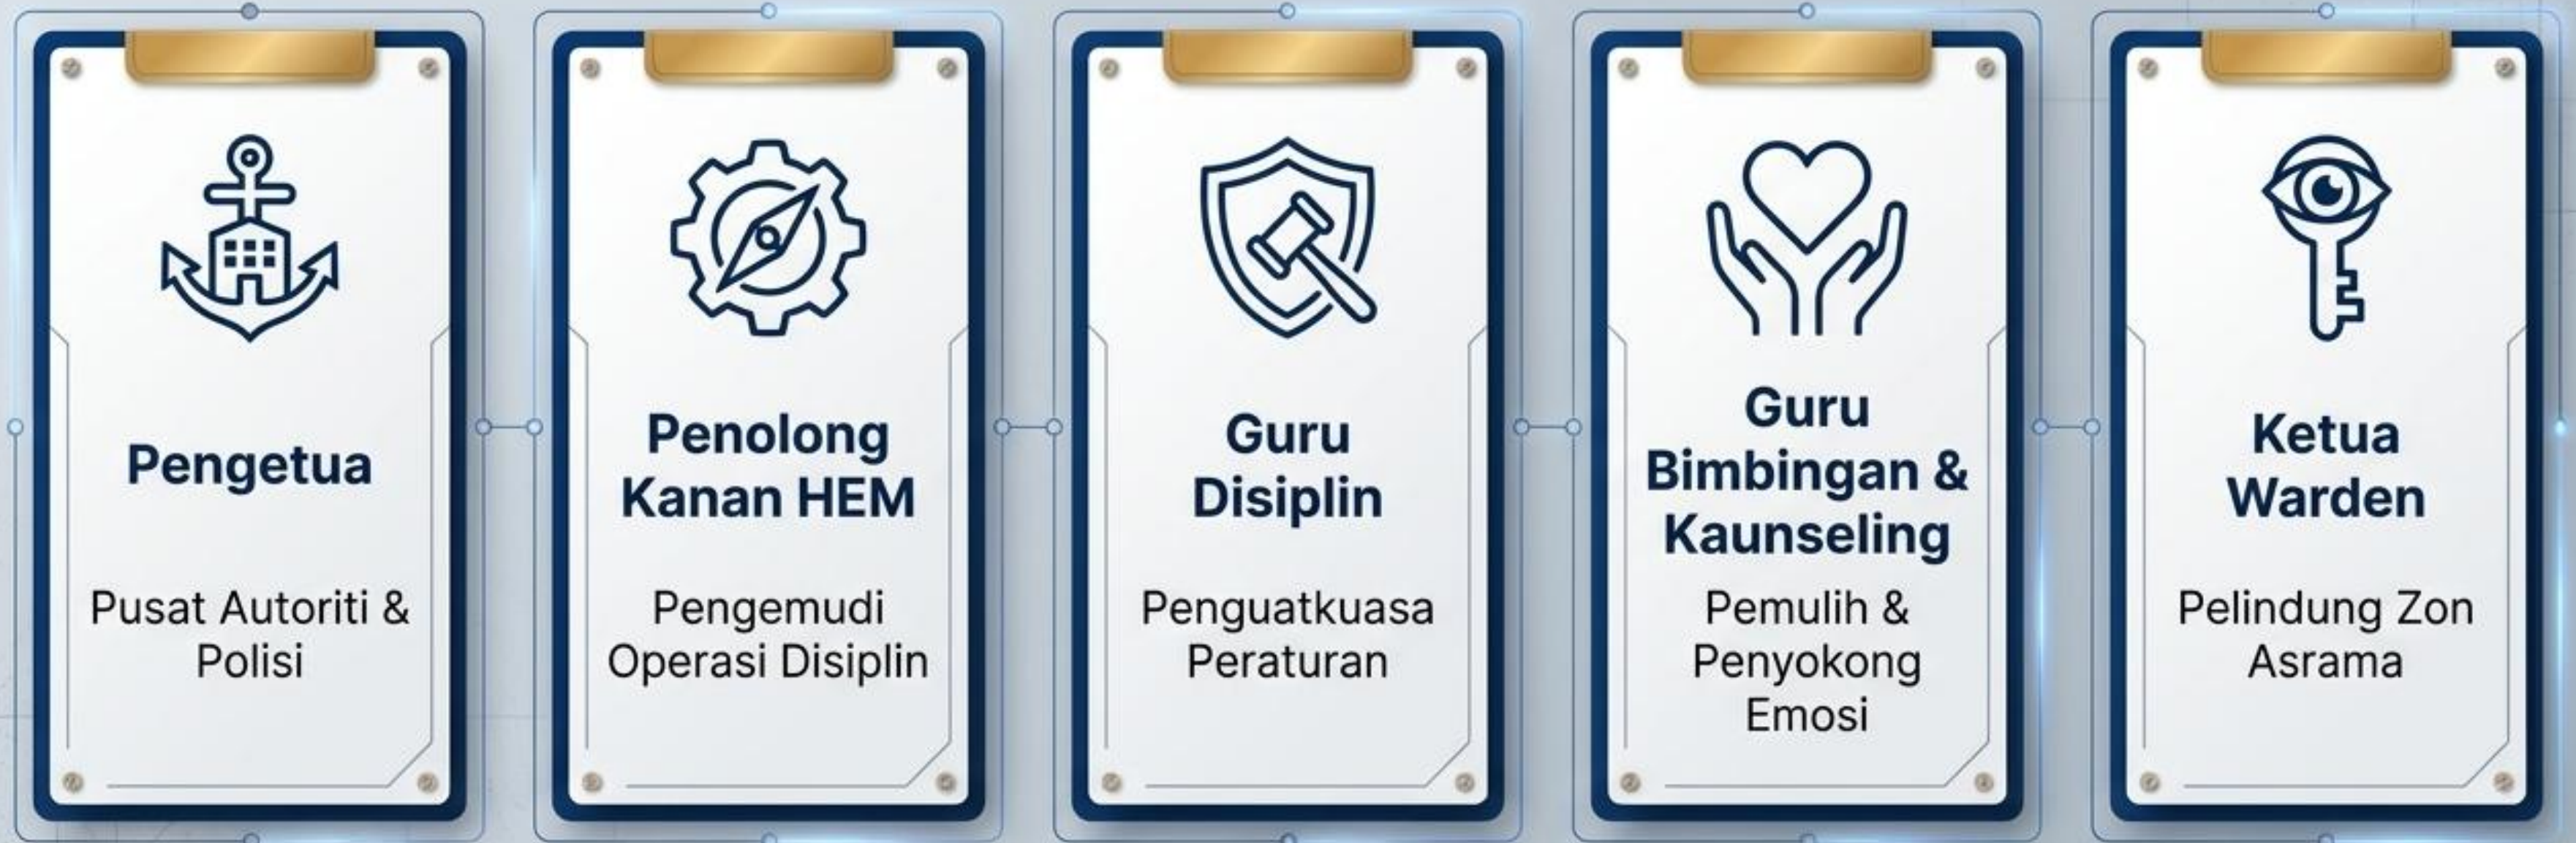 Pengetua
Pusat Autoriti &
Polisi
Penolong
Kanan HEM
Pengemudi
Operasi Disiplin
Guru
Disiplin
Penguatkuasa
Peraturan
Guru
Bimbingan &
Kaunseling
Pemulih &
Penyokong
Emosi
Ketua
Warden
Pelindung Zon
Asrama